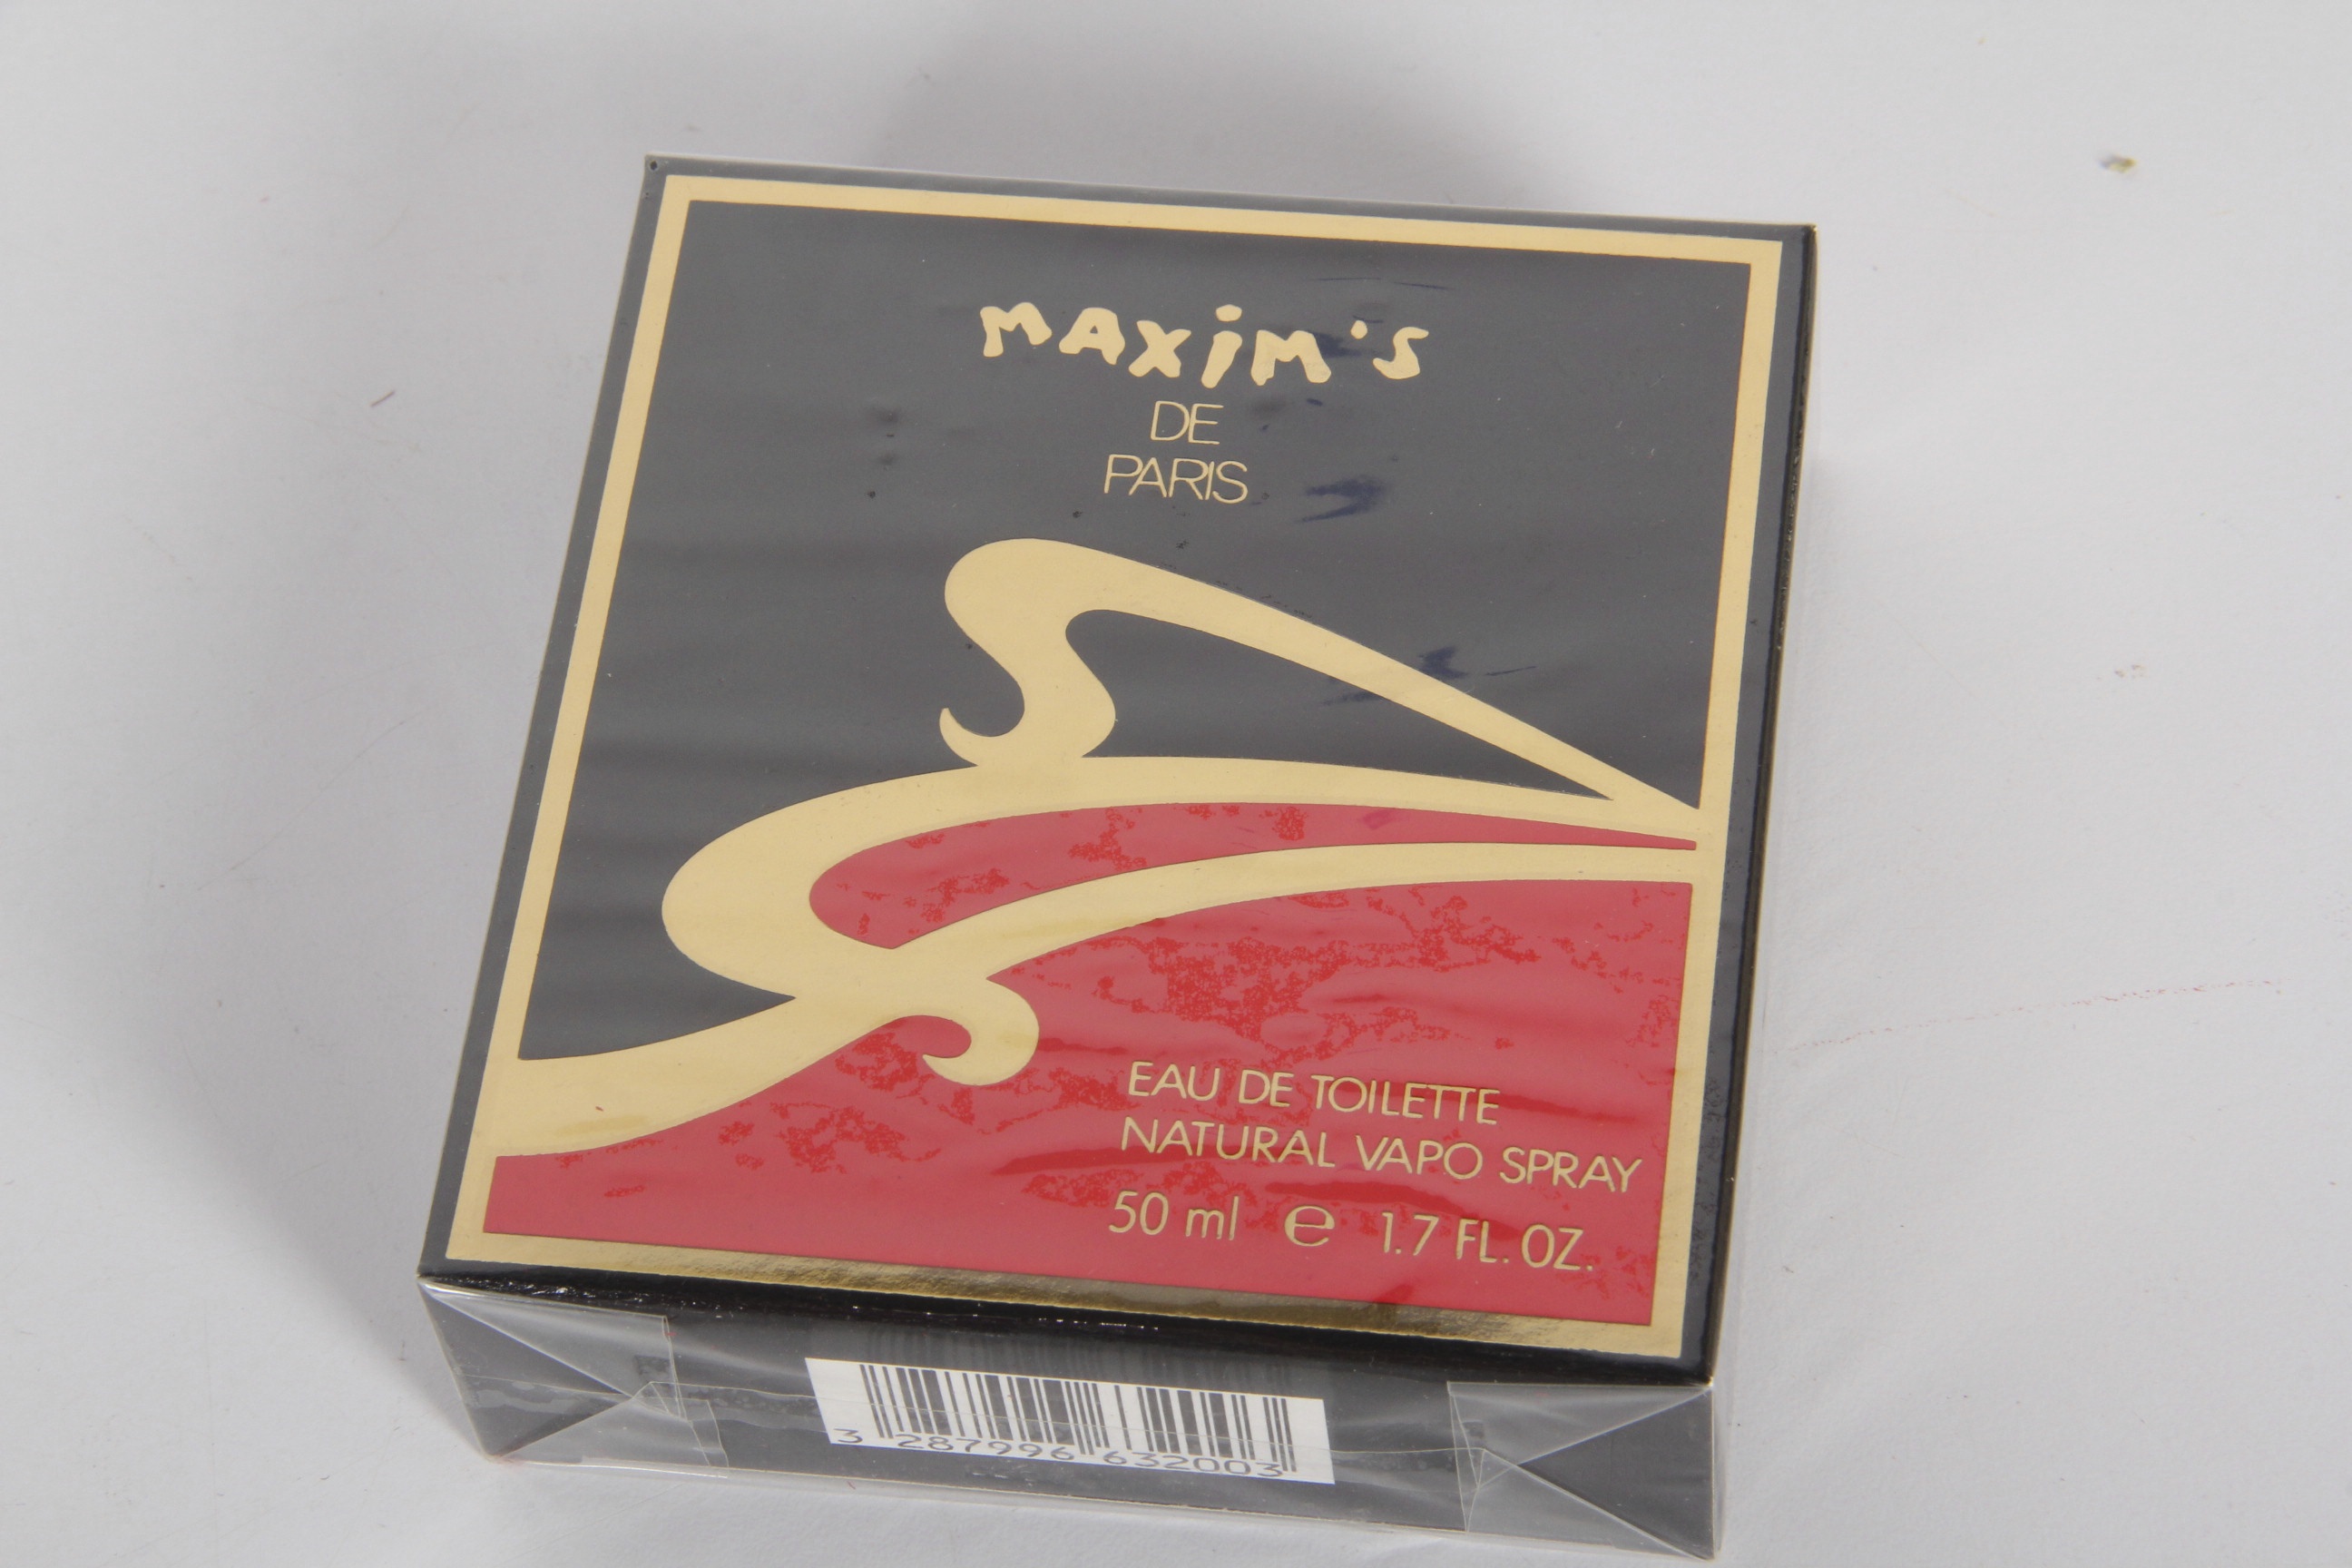 MAXiM'S
DE
PARIS
EAU DE TOILETTE
NATURAL VAPO SPRAY
50 ml e 1.7 FL. OZ.
3 287996 632003